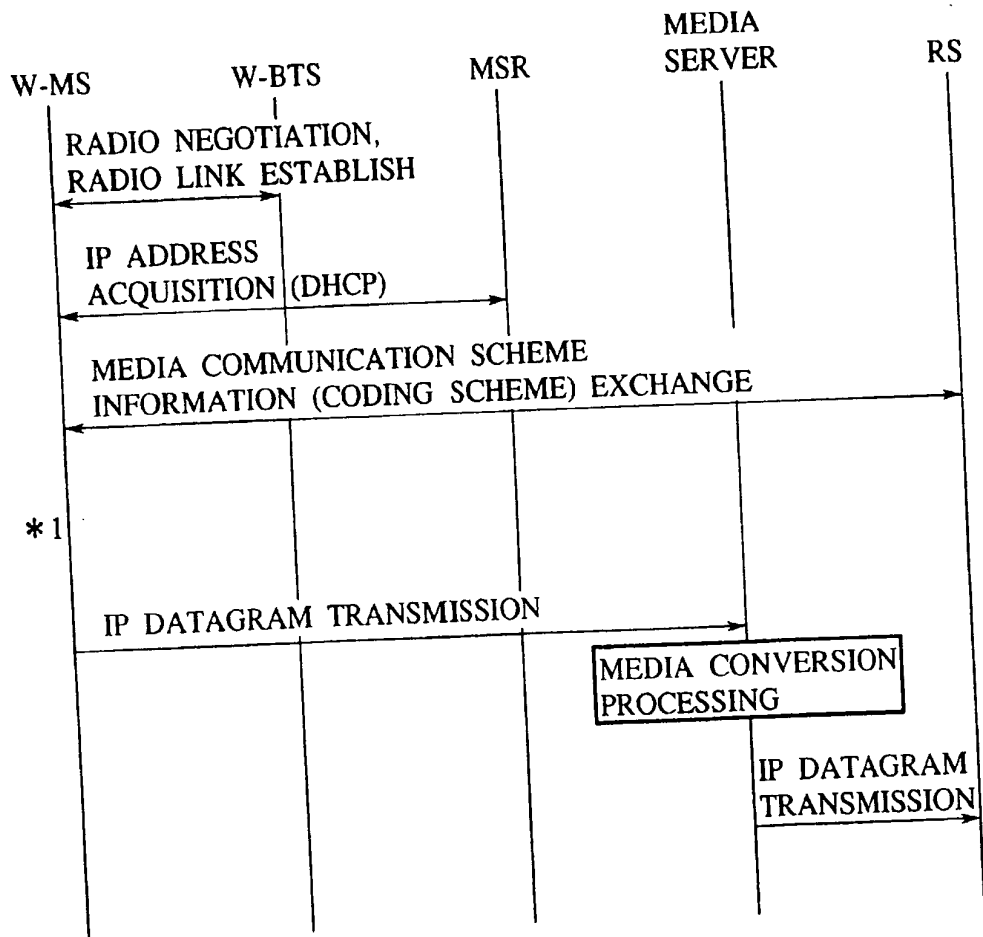 W-MS
W-BTS
MSR
MEDIA
SERVER
RS
RADIO NEGOTIATION,
RADIO LINK ESTABLISH
IP ADDRESS
ACQUISITION (DHCP)
MEDIA COMMUNICATION SCHEME
INFORMATION (CODING SCHEME) EXCHANGE
*1
IP DATAGRAM TRANSMISSION
MEDIA CONVERSION
PROCESSING
IP DATAGRAM
TRANSMISSION